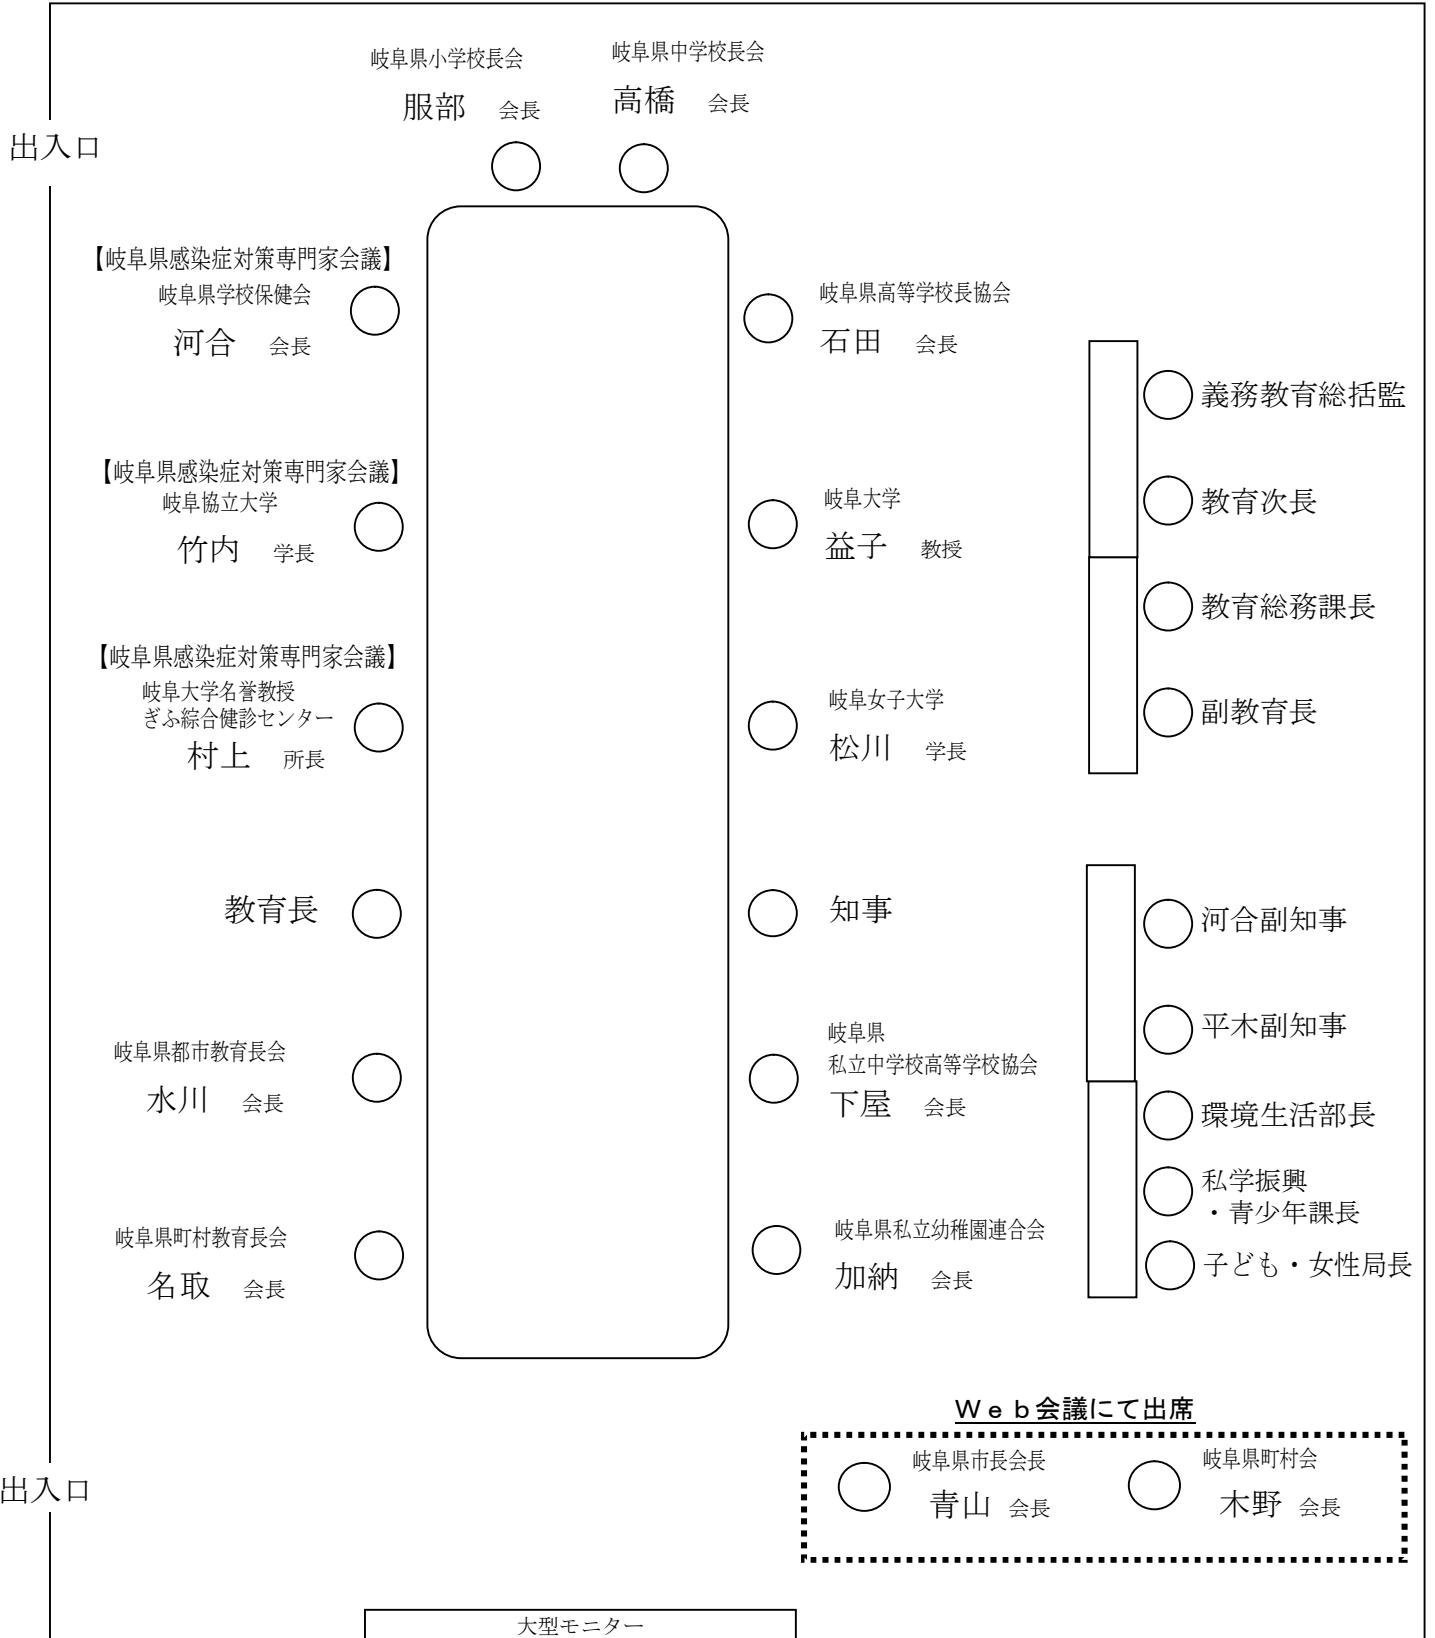 岐阜県小学校長会
服部 会長
岐阜県中学校長会
高橋 会長
出入口
【岐阜県感染症対策専門家会議】
岐阜県学校保健会
河合 会長
岐阜県高等学校長協会
石田 会長
義務教育総括監
【岐阜県感染症対策専門家会議】
岐阜協立大学
竹内 学長
岐阜大学
益子 教授
教育次長
教育総務課長
【岐阜県感染症対策専門家会議】
岐阜大学名誉教授
ぎふ綜合健診センター
村上 所長
岐阜女子大学
松川 学長
副教育長
教育長
知事
河合副知事
平木副知事
岐阜県都市教育長会
水川 会長
岐阜県
私立中学校高等学校協会
下屋 会長
環境生活部長
私学振興
・青少年課長
岐阜県町村教育長会
名取 会長
岐阜県私立幼稚園連合会
加納 会長
子ども・女性局長
Ｗｅｂ会議にて出席
岐阜県市長会長
青山 会長
岐阜県町村会
木野 会長
出入口
大型モニター